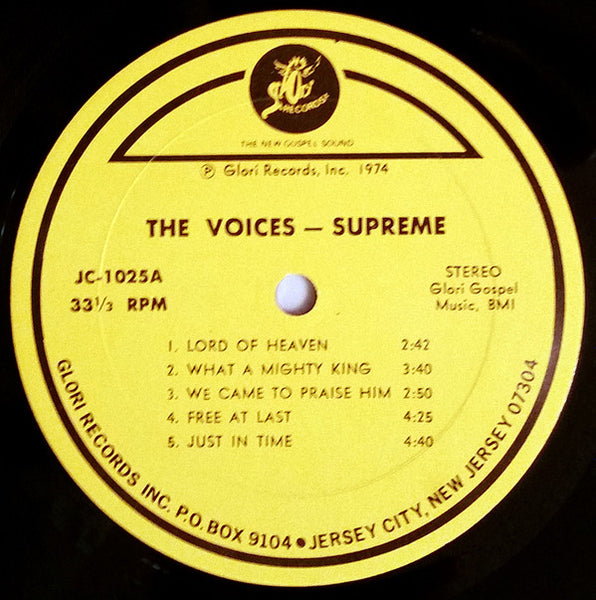 Glori
RECORDS
THE NEW GOSPEL SOUND
℗ Glori Records, Inc. 1974
THE VOICES — SUPREME
JC-1025A
33 1/3 RPM
STEREO
Glori Gospel
Music, BMI
1. LORD OF HEAVEN 2:42
2. WHAT A MIGHTY KING 3:40
3. WE CAME TO PRAISE HIM 2:50
4. FREE AT LAST 4:25
5. JUST IN TIME 4:40
GLORI RECORDS INC. P.O. BOX 9104 • JERSEY CITY, NEW JERSEY 07304